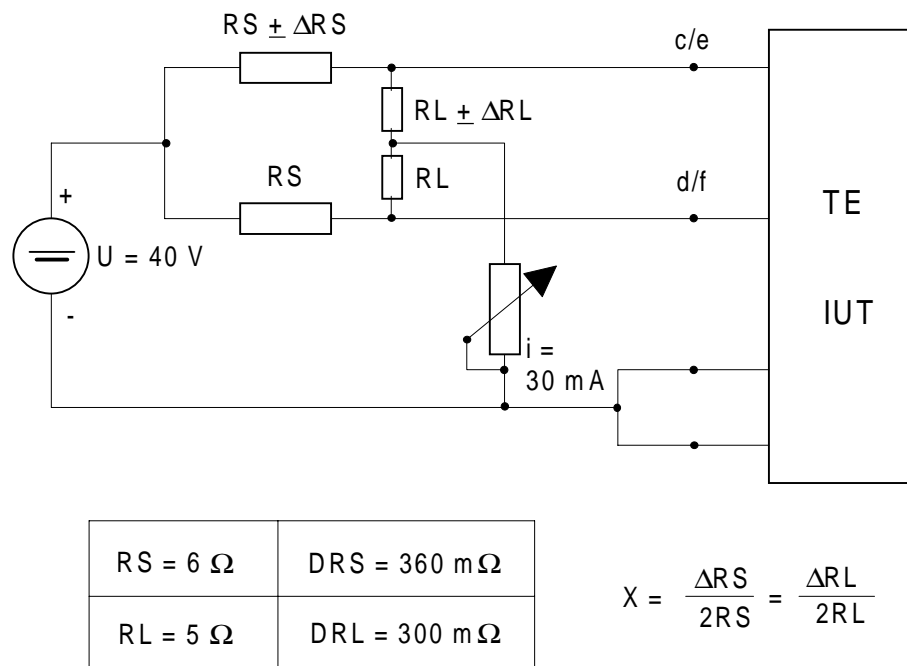 RS ± ΔRS
c/e
RL ± ΔRL
RS
RL
d/f
TE
+
U = 40 V
IUT
-
i =
30 mA
RS = 6 Ω DRS = 360 mΩ
RL = 5 Ω DRL = 300 mΩ
X = ΔRS/2RS = ΔRL/2RL